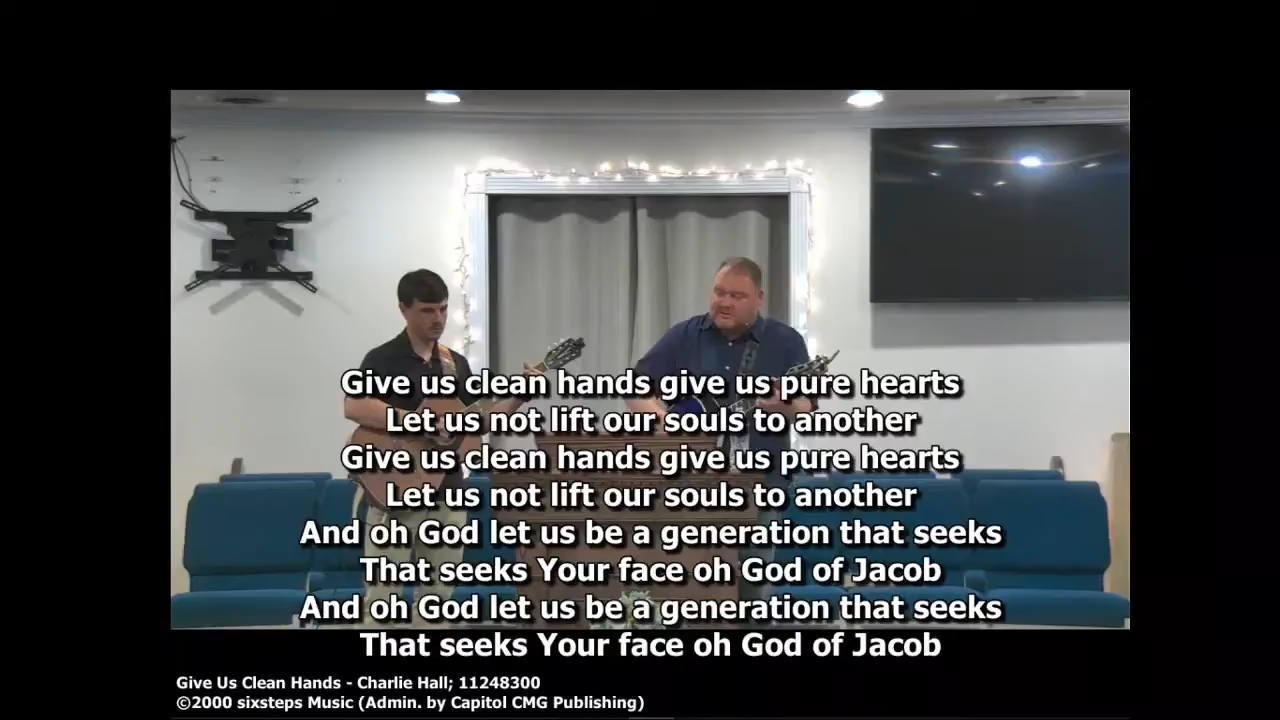 Give us clean hands give us pure hearts
Let us not lift our souls to another
Give us clean hands give us pure hearts
Let us not lift our souls to another
And oh God let us be a generation that seeks
That seeks Your face oh God of Jacob
And oh God let us be a generation that seeks
That seeks Your face oh God of Jacob
Give Us Clean Hands - Charlie Hall; 11248300
©2000 sixsteps Music (Admin. by Capitol CMG Publishing)